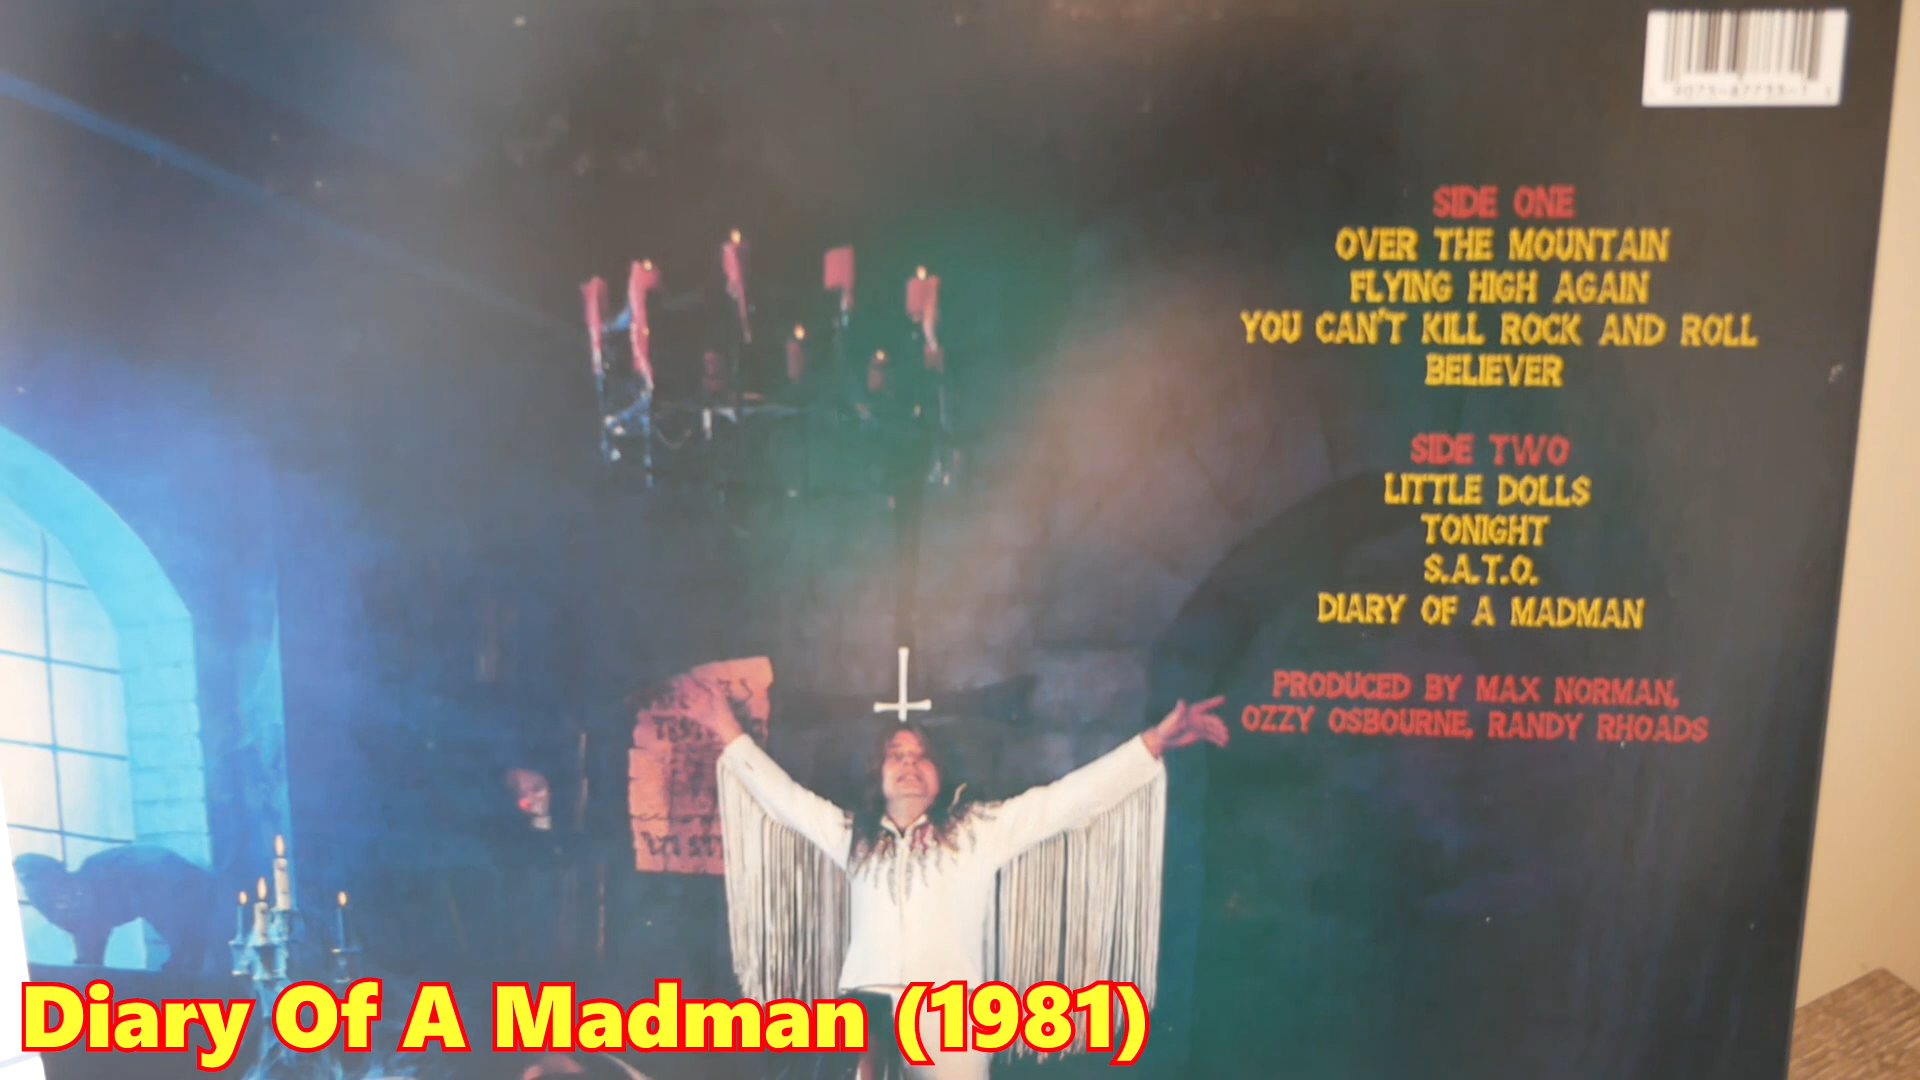 SIDE ONE
OVER THE MOUNTAIN
FLYING HIGH AGAIN
YOU CAN'T KILL ROCK AND ROLL
BELIEVER
SIDE TWO
LITTLE DOLLS
TONIGHT
S.A.T.O.
DIARY OF A MADMAN
PRODUCED BY MAX NORMAN,
OZZY OSBOURNE, RANDY RHOADS
Diary Of A Madman (1981)